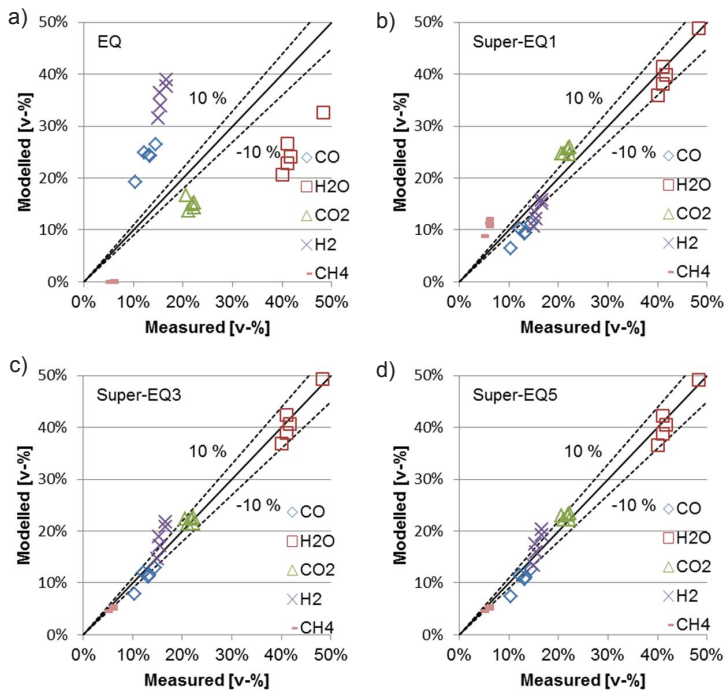 a)
EQ
50%
40%
30%
20%
10%
0%
Modelled [v-%]
10 %
-10 %
CO
H2O
CO2
H2
CH4
0% 10% 20% 30% 40% 50%
Measured [v-%]
b)
Super-EQ1
50%
40%
30%
20%
10%
0%
Modelled [v-%]
10 %
-10 %
CO
H2O
CO2
H2
CH4
0% 10% 20% 30% 40% 50%
Measured [v-%]
c)
Super-EQ3
50%
40%
30%
20%
10%
0%
Modelled [v-%]
10 %
-10 %
CO
H2O
CO2
H2
CH4
0% 10% 20% 30% 40% 50%
Measured [v-%]
d)
Super-EQ5
50%
40%
30%
20%
10%
0%
Modelled [v-%]
10 %
-10 %
CO
H2O
CO2
H2
CH4
0% 10% 20% 30% 40% 50%
Measured [v-%]